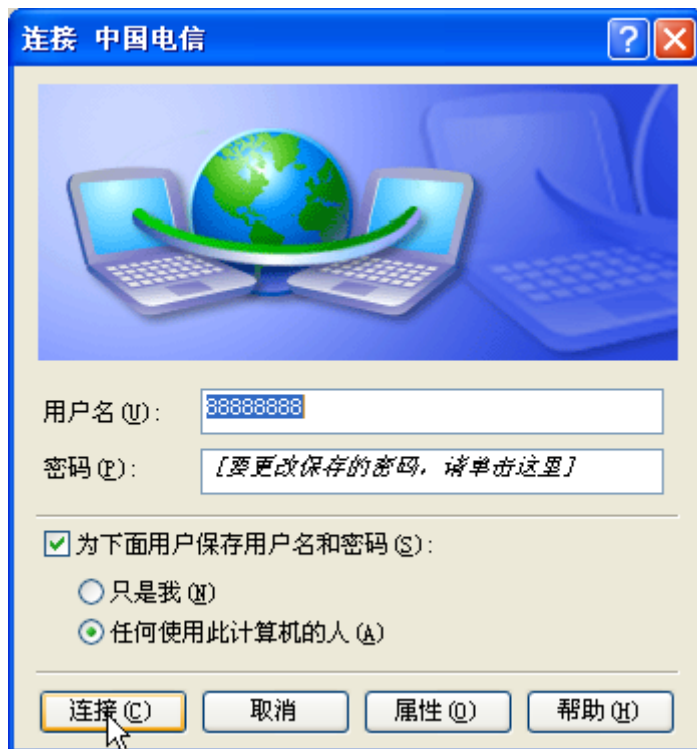 连接 中国电信
用户名(U):
88888888
密码(P):
[要更改保存的密码，请单击这里]
为下面用户保存用户名和密码(S):
只是我(N)
任何使用此计算机的人(A)
连接(C)
取消
属性(O)
帮助(H)